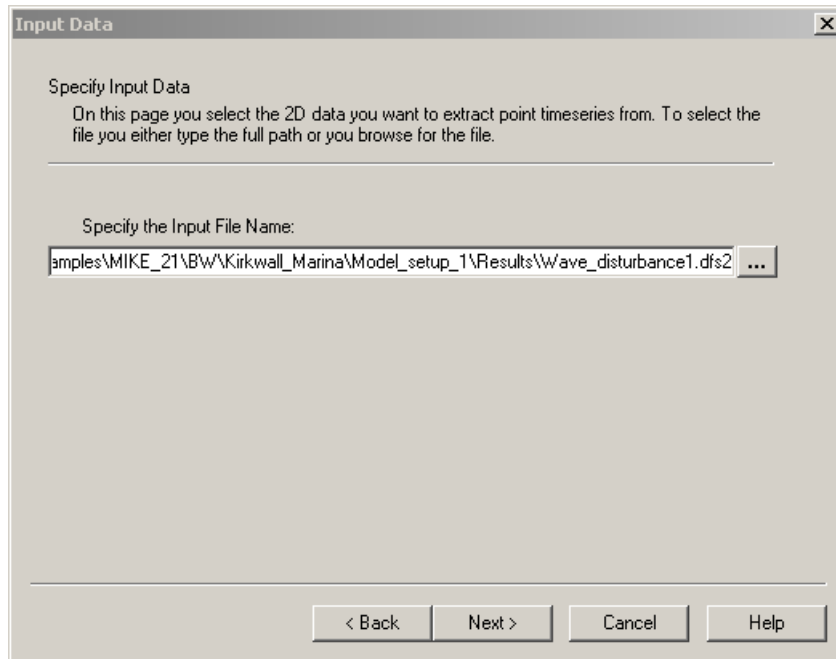 Input Data
Specify Input Data
On this page you select the 2D data you want to extract point timeseries from. To select the
file you either type the full path or you browse for the file.
Specify the Input File Name:
amples\MIKE_21\BW\Kirkwall_Marina\Model_setup_1\Results\Wave_disturbance1.dfs2 ...
< Back Next > Cancel Help